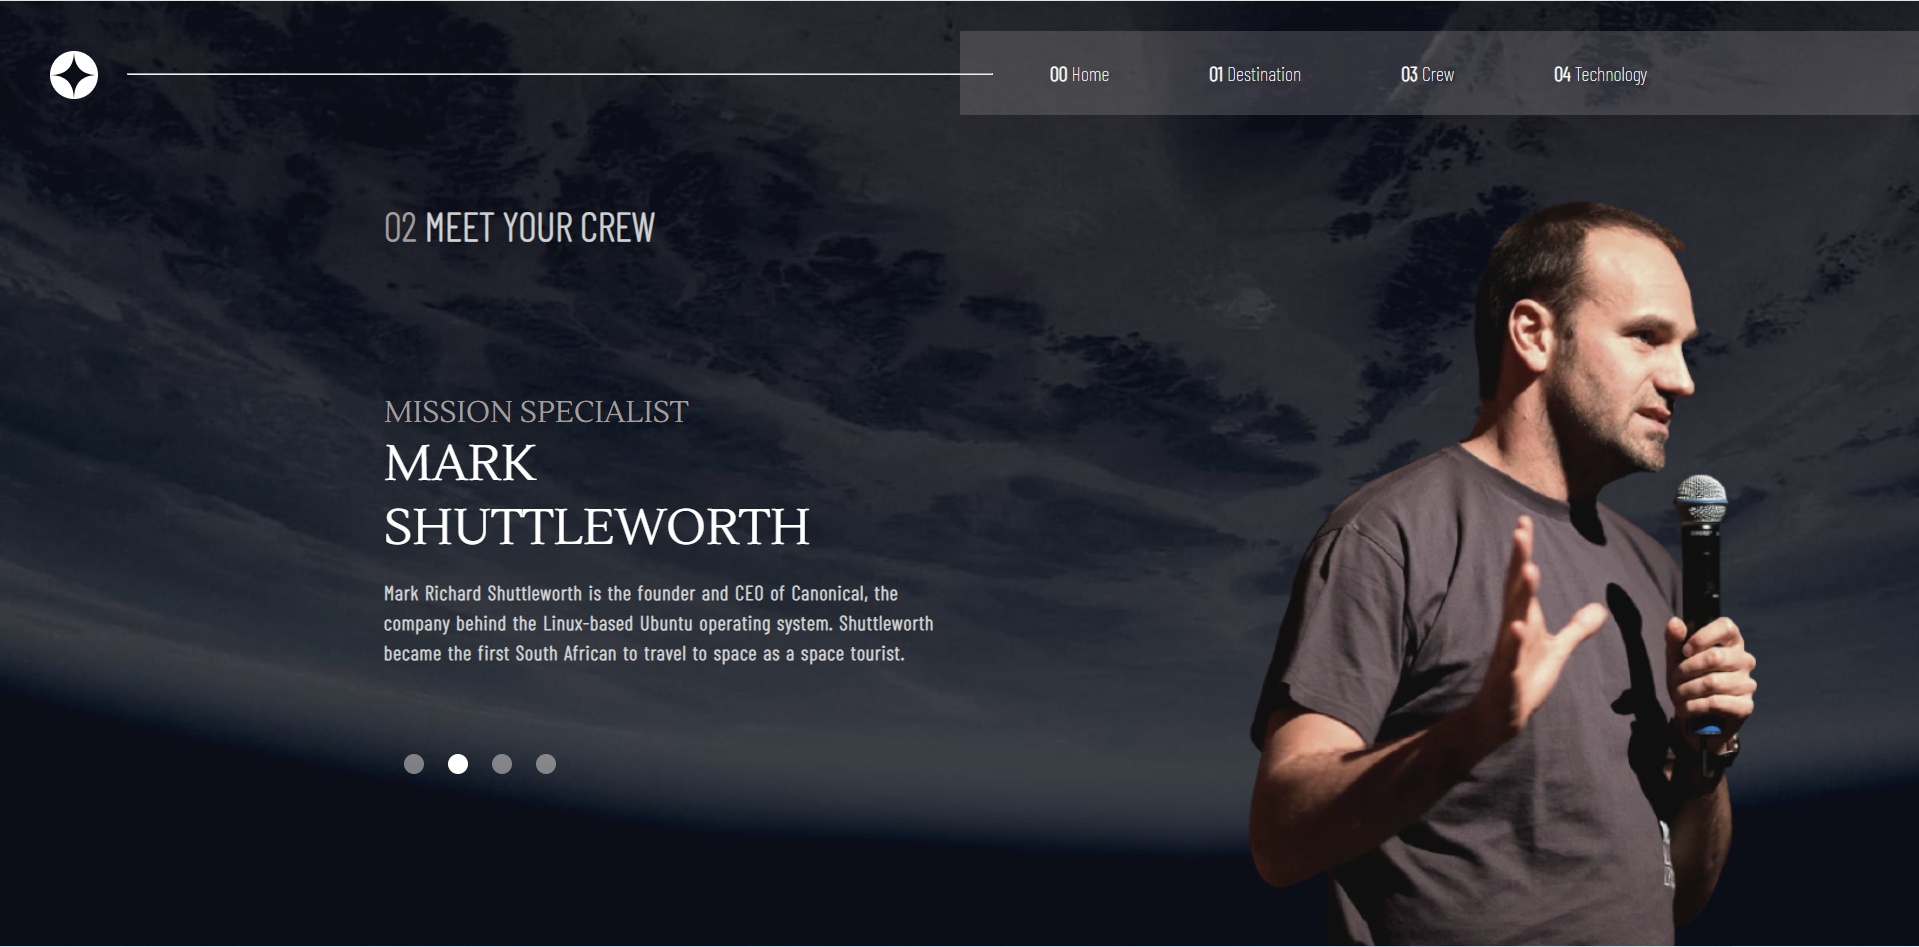 00 Home 01 Destination 03 Crew 04 Technology
02 MEET YOUR CREW
MISSION SPECIALIST
MARK
SHUTTLEWORTH
Mark Richard Shuttleworth is the founder and CEO of Canonical, the
company behind the Linux-based Ubuntu operating system. Shuttleworth
became the first South African to travel to space as a space tourist.